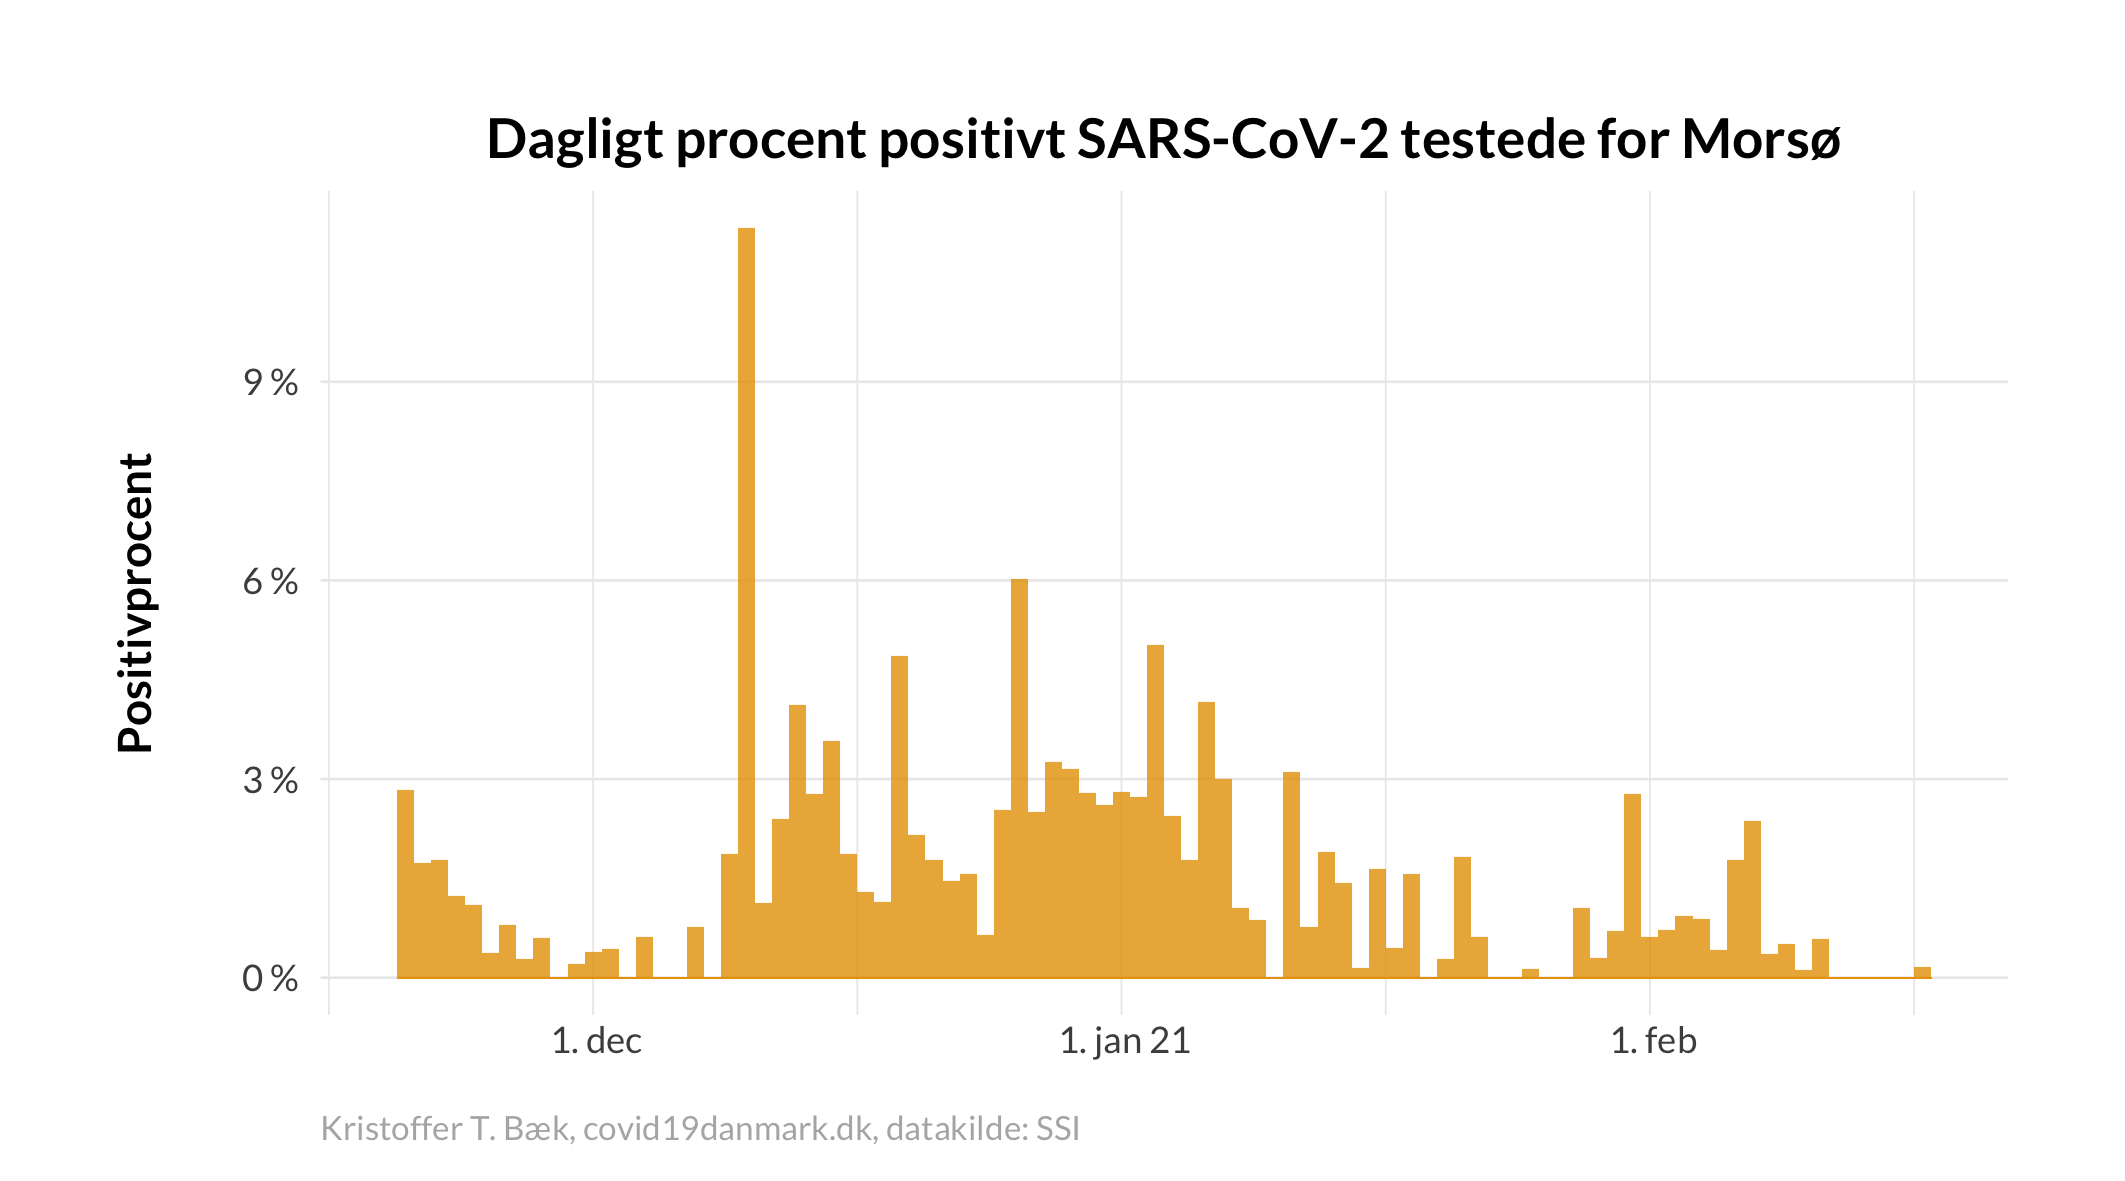 Dagligt procent positivt SARS-CoV-2 testede for Morsø
Positivprocent
9 %
6 %
3 %
0 %
1. dec
1. jan 21
1. feb
Kristoffer T. Bæk, covid19danmark.dk, datakilde: SSI